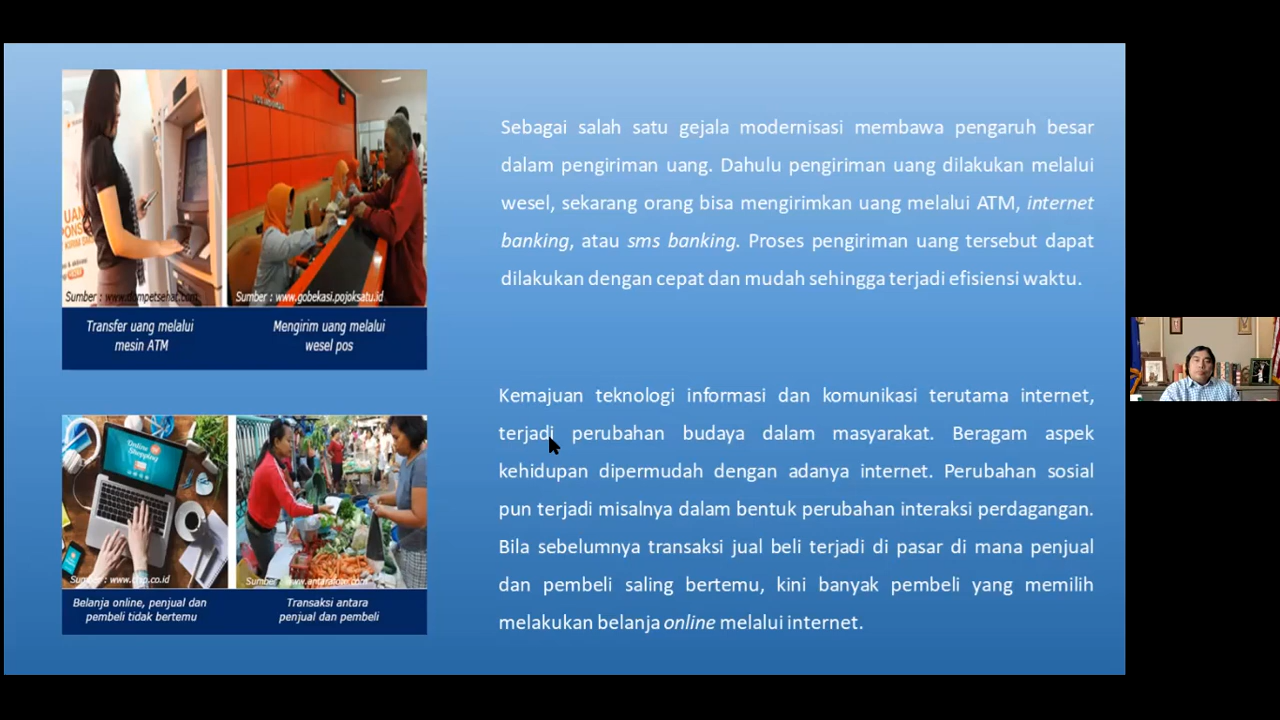 Sebagai salah satu gejala modernisasi membawa pengaruh besar
dalam pengiriman uang. Dahulu pengiriman uang dilakukan melalui
wesel, sekarang orang bisa mengirimkan uang melalui ATM, internet
banking, atau sms banking. Proses pengiriman uang tersebut dapat
dilakukan dengan cepat dan mudah sehingga terjadi efisiensi waktu.
Sumber : www.dompetsehat.com
Sumber : www.gobekasi.pojoksatu.id
Transfer uang melalui
mesin ATM
Mengirim uang melalui
wesel pos
Kemajuan teknologi informasi dan komunikasi terutama internet,
terjadi perubahan budaya dalam masyarakat. Beragam aspek
kehidupan dipermudah dengan adanya internet. Perubahan sosial
pun terjadi misalnya dalam bentuk perubahan interaksi perdagangan.
Bila sebelumnya transaksi jual beli terjadi di pasar di mana penjual
dan pembeli saling bertemu, kini banyak pembeli yang memilih
melakukan belanja online melalui internet.
Online
Shopping
Sumber : www.chip.co.id
Belanja online, penjual dan
pembeli tidak bertemu
Transaksi antara
penjual dan pembeli